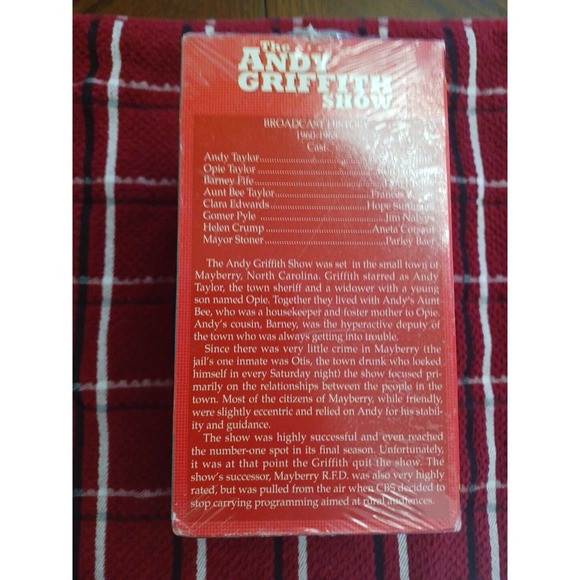 The
ANDY
GRIFFITH
SHOW
BROADCAST HISTORY
1960-1968
Cast
Andy Taylor
Opie Taylor
Barney Fife
Aunt Bee Taylor Frances
Clara Edwards Hope
Gomer Pyle Jim Nabors
Helen Crump Aneta Corsaut
Mayor Stoner Parley Baer
The Andy Griffith Show was set in the small town of
Mayberry, North Carolina. Griffith starred as Andy
Taylor, the town sheriff and a widower with a young
son named Opie. Together they lived with Andy's Aunt
Bee, who was a housekeeper and foster mother to Opie.
Andy's cousin, Barney, was the hyperactive deputy of
the town who was always getting into trouble.
Since there was very little crime in Mayberry (the
jail's one inmate was Otis, the town drunk who locked
himself in every Saturday night) the show focused pri-
marily on the relationships between the people in the
town. Most of the citizens of Mayberry, while friendly,
were slightly eccentric and relied on Andy for his stabil-
ity and guidance.
The show was highly successful and even reached
the number-one spot in its final season. Unfortunately,
it was at that point the Griffith quit the show. The
show's successor, Mayberry R.F.D. was also very highly
rated, but was pulled from the air when CBS decided to
stop carrying programming aimed at rural audiences.